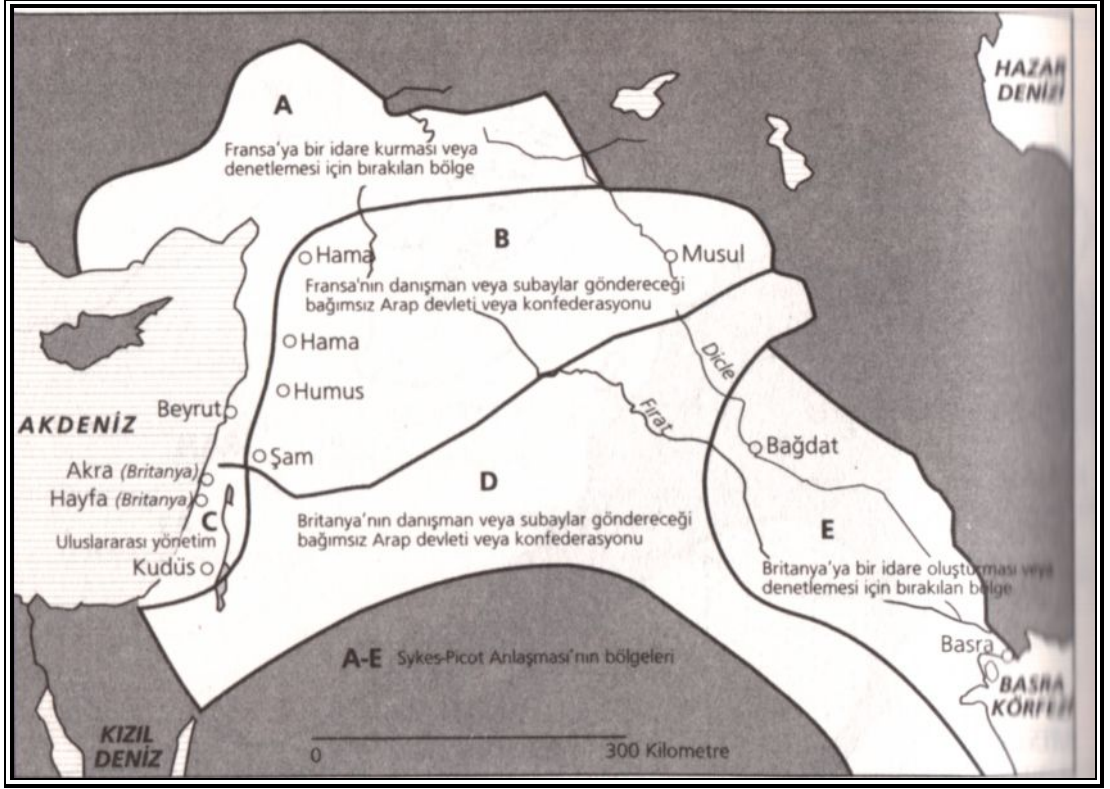 HAZAR
DENİZİ
A
Fransa'ya bir idare kurması veya
denetlemesi için bırakılan bölge
B
Hama
Musul
Fransa'nın danışman veya subaylar göndereceği
bağımsız Arap devleti veya konfederasyonu
Hama
Dicle
Humus
Fırat
Beyrut
AKDENİZ
Bağdat
Şam
Akra (Britanya)
Hayfa (Britanya)
D
C
Britanya'nın danışman veya subaylar göndereceği
bağımsız Arap devleti veya konfederasyonu
E
Uluslararası yönetim
Kudüs
Britanya'ya bir idare oluşturması veya
denetlemesi için bırakılan bölge
Basra
A-E Sykes-Picot Anlaşması'nın bölgeleri
BASRA
KÖRFEZİ
KIZIL
DENİZ
0
300 Kilometre